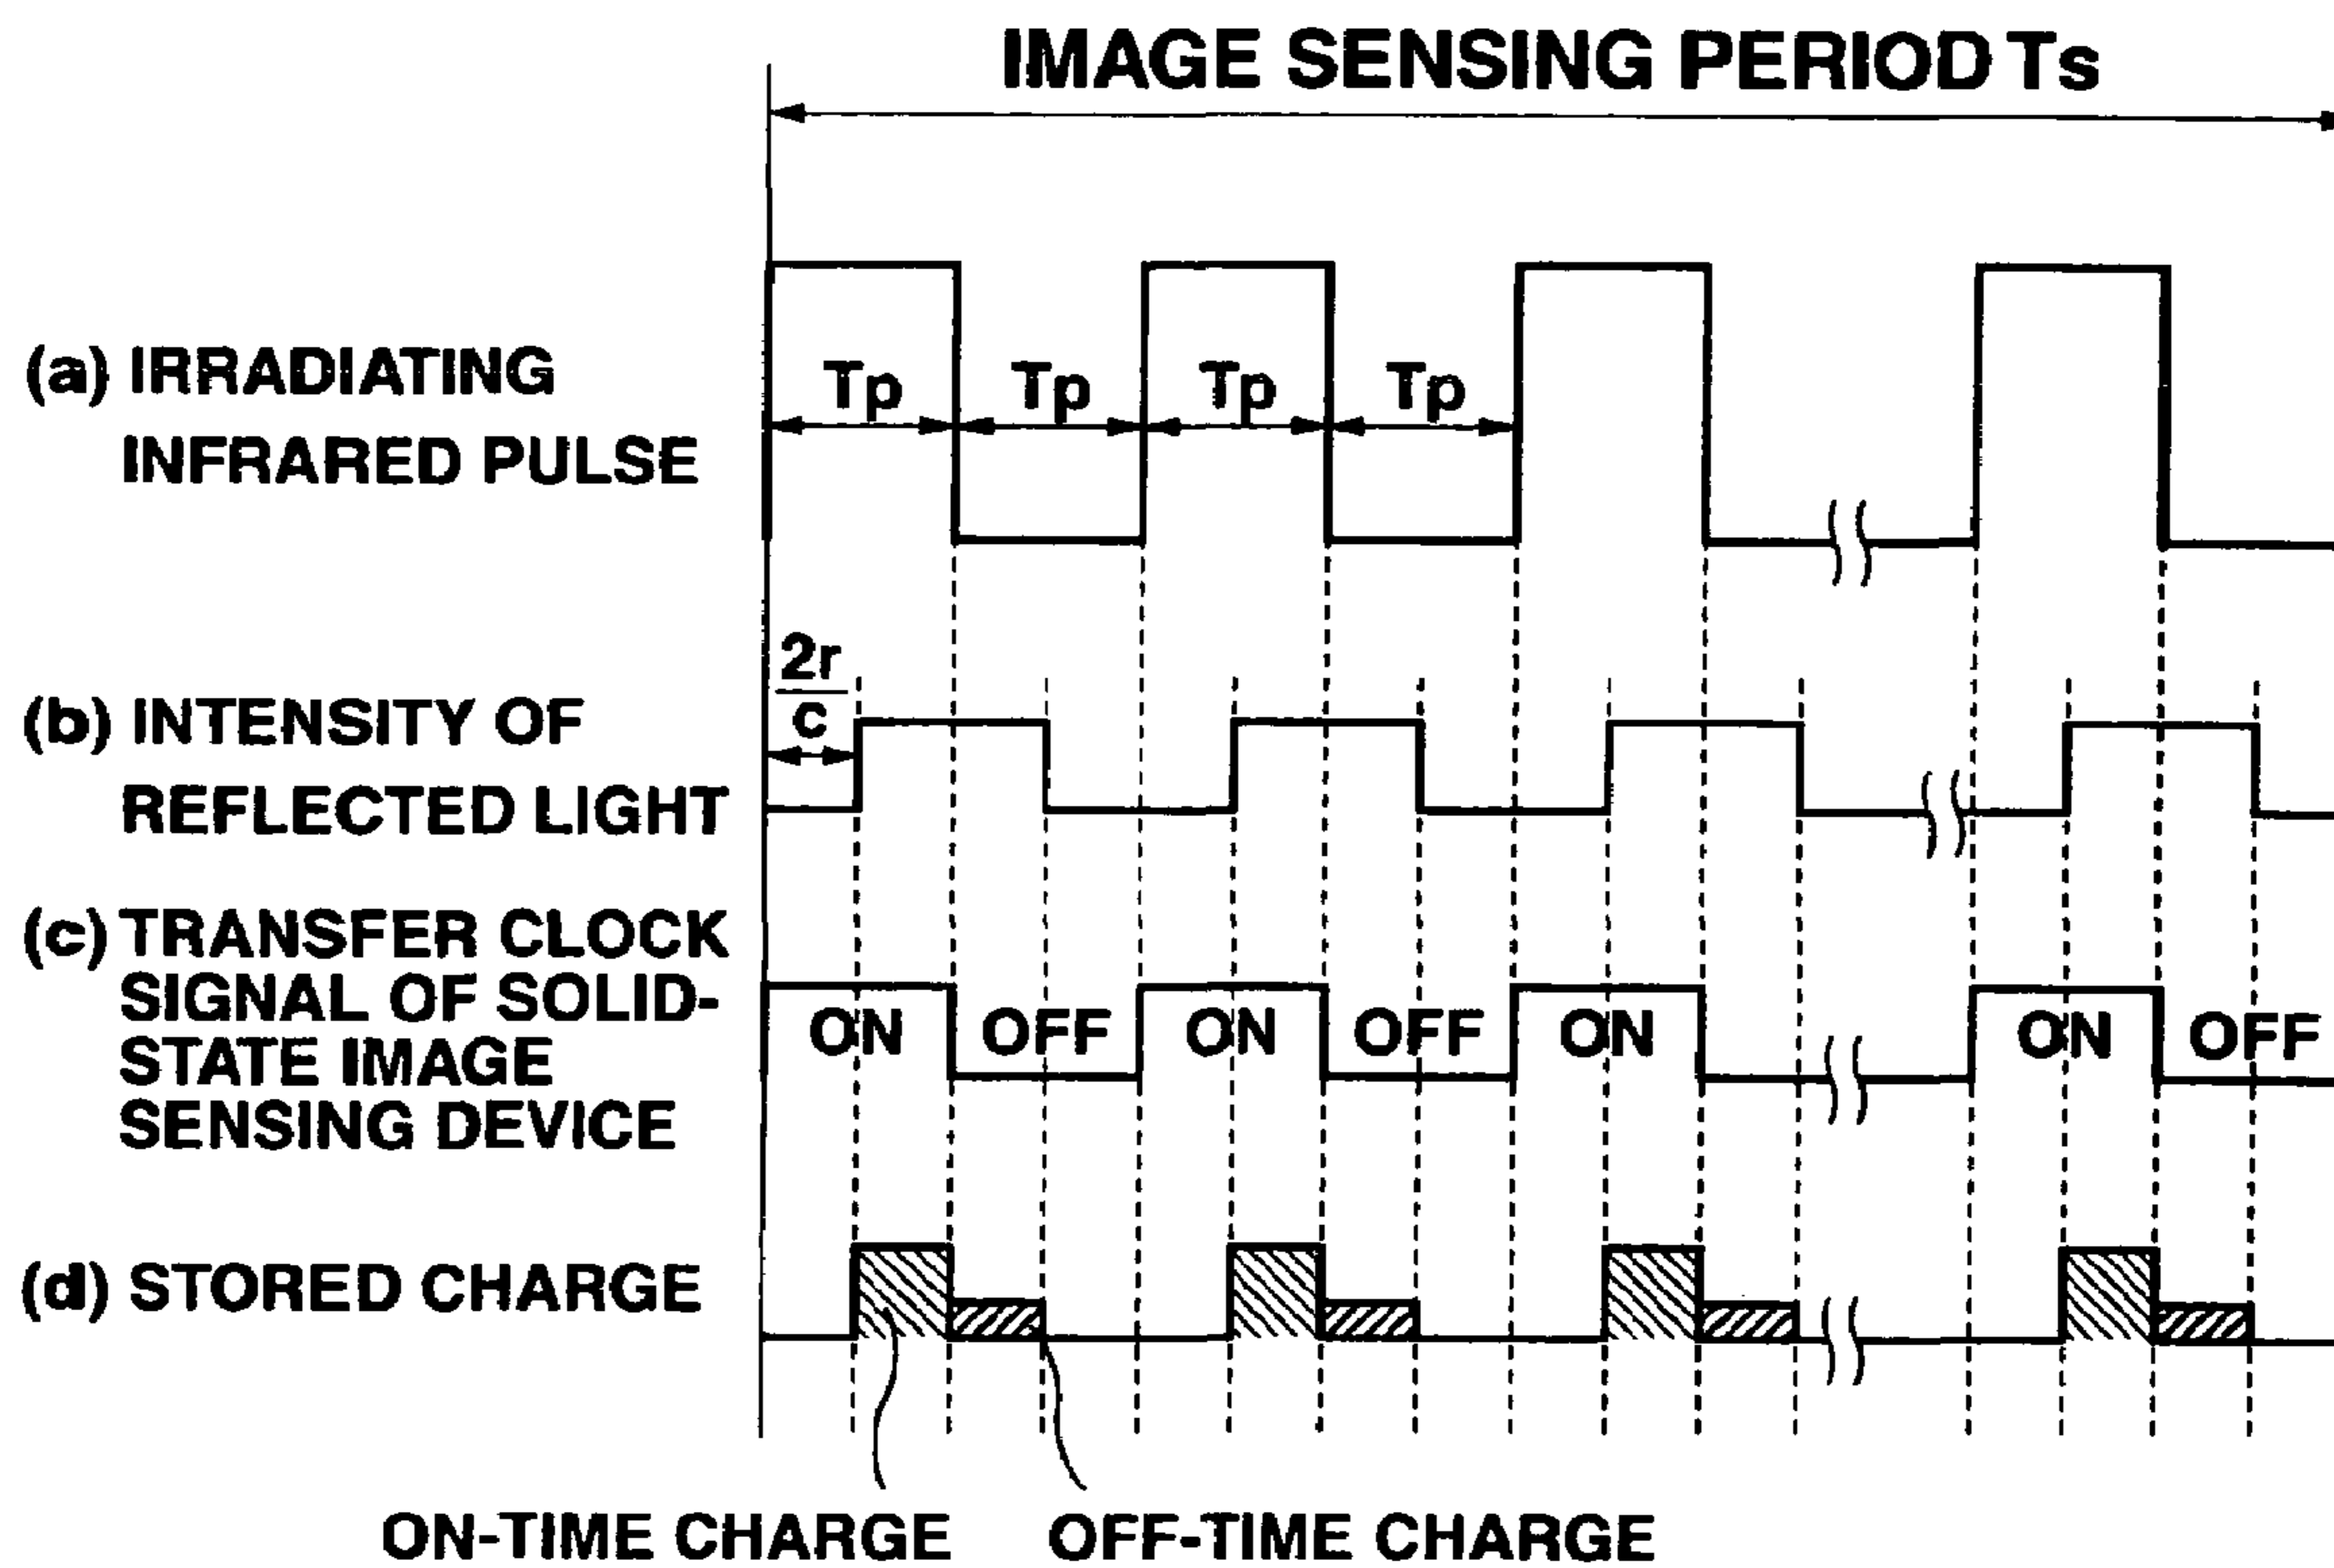 IMAGE SENSING PERIOD Ts
(a) IRRADIATING
INFRARED PULSE
Tp Tp Tp Tp
2r
c
(b) INTENSITY OF
REFLECTED LIGHT
(c) TRANSFER CLOCK
SIGNAL OF SOLID-
STATE IMAGE
SENSING DEVICE
ON OFF ON OFF ON ON OFF
(d) STORED CHARGE
ON-TIME CHARGE OFF-TIME CHARGE